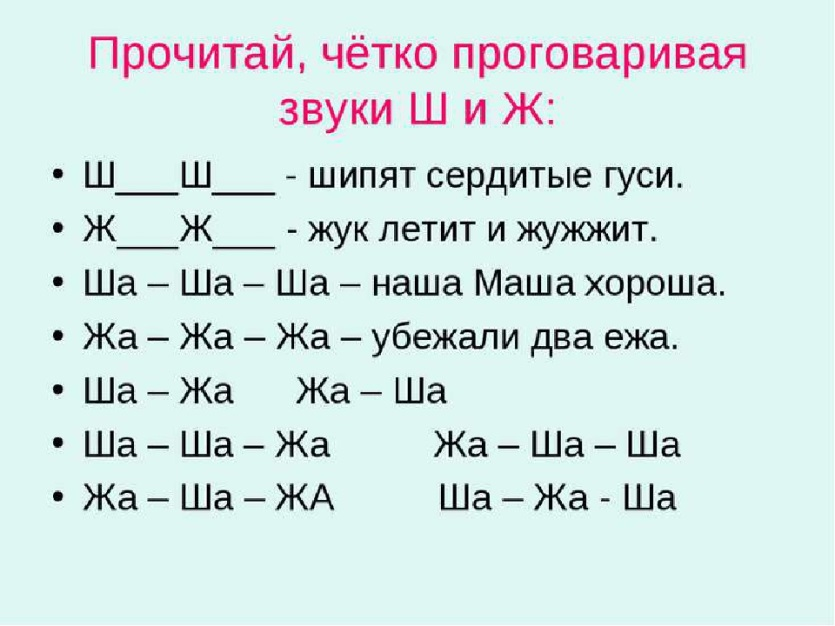 Прочитай, чётко проговаривая
звуки Ш и Ж:
• Ш___Ш___ - шипят сердитые гуси.
• Ж___Ж___ - жук летит и жужжит.
• Ша – Ша – Ша – наша Маша хороша.
• Жа – Жа – Жа – убежали два ежа.
• Ша – Жа Жа – Ша
• Ша – Ша – Жа Жа – Ша – Ша
• Жа – Ша – ЖА Ша – Жа - Ша